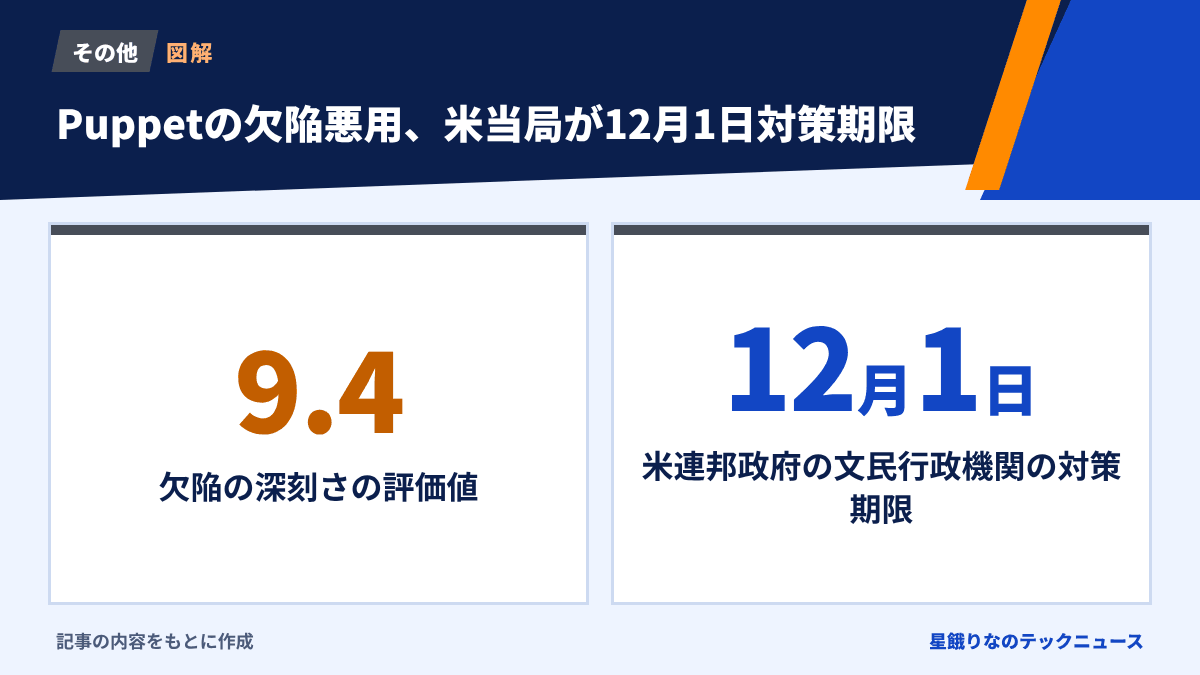 その他 図解
Puppetの欠陥悪用、米当局が12月1日対策期限
9.4
欠陥の深刻さの評価値
12月1日
米連邦政府の文民行政機関の対策
期限
記事の内容をもとに作成
星餓りなのテックニュース